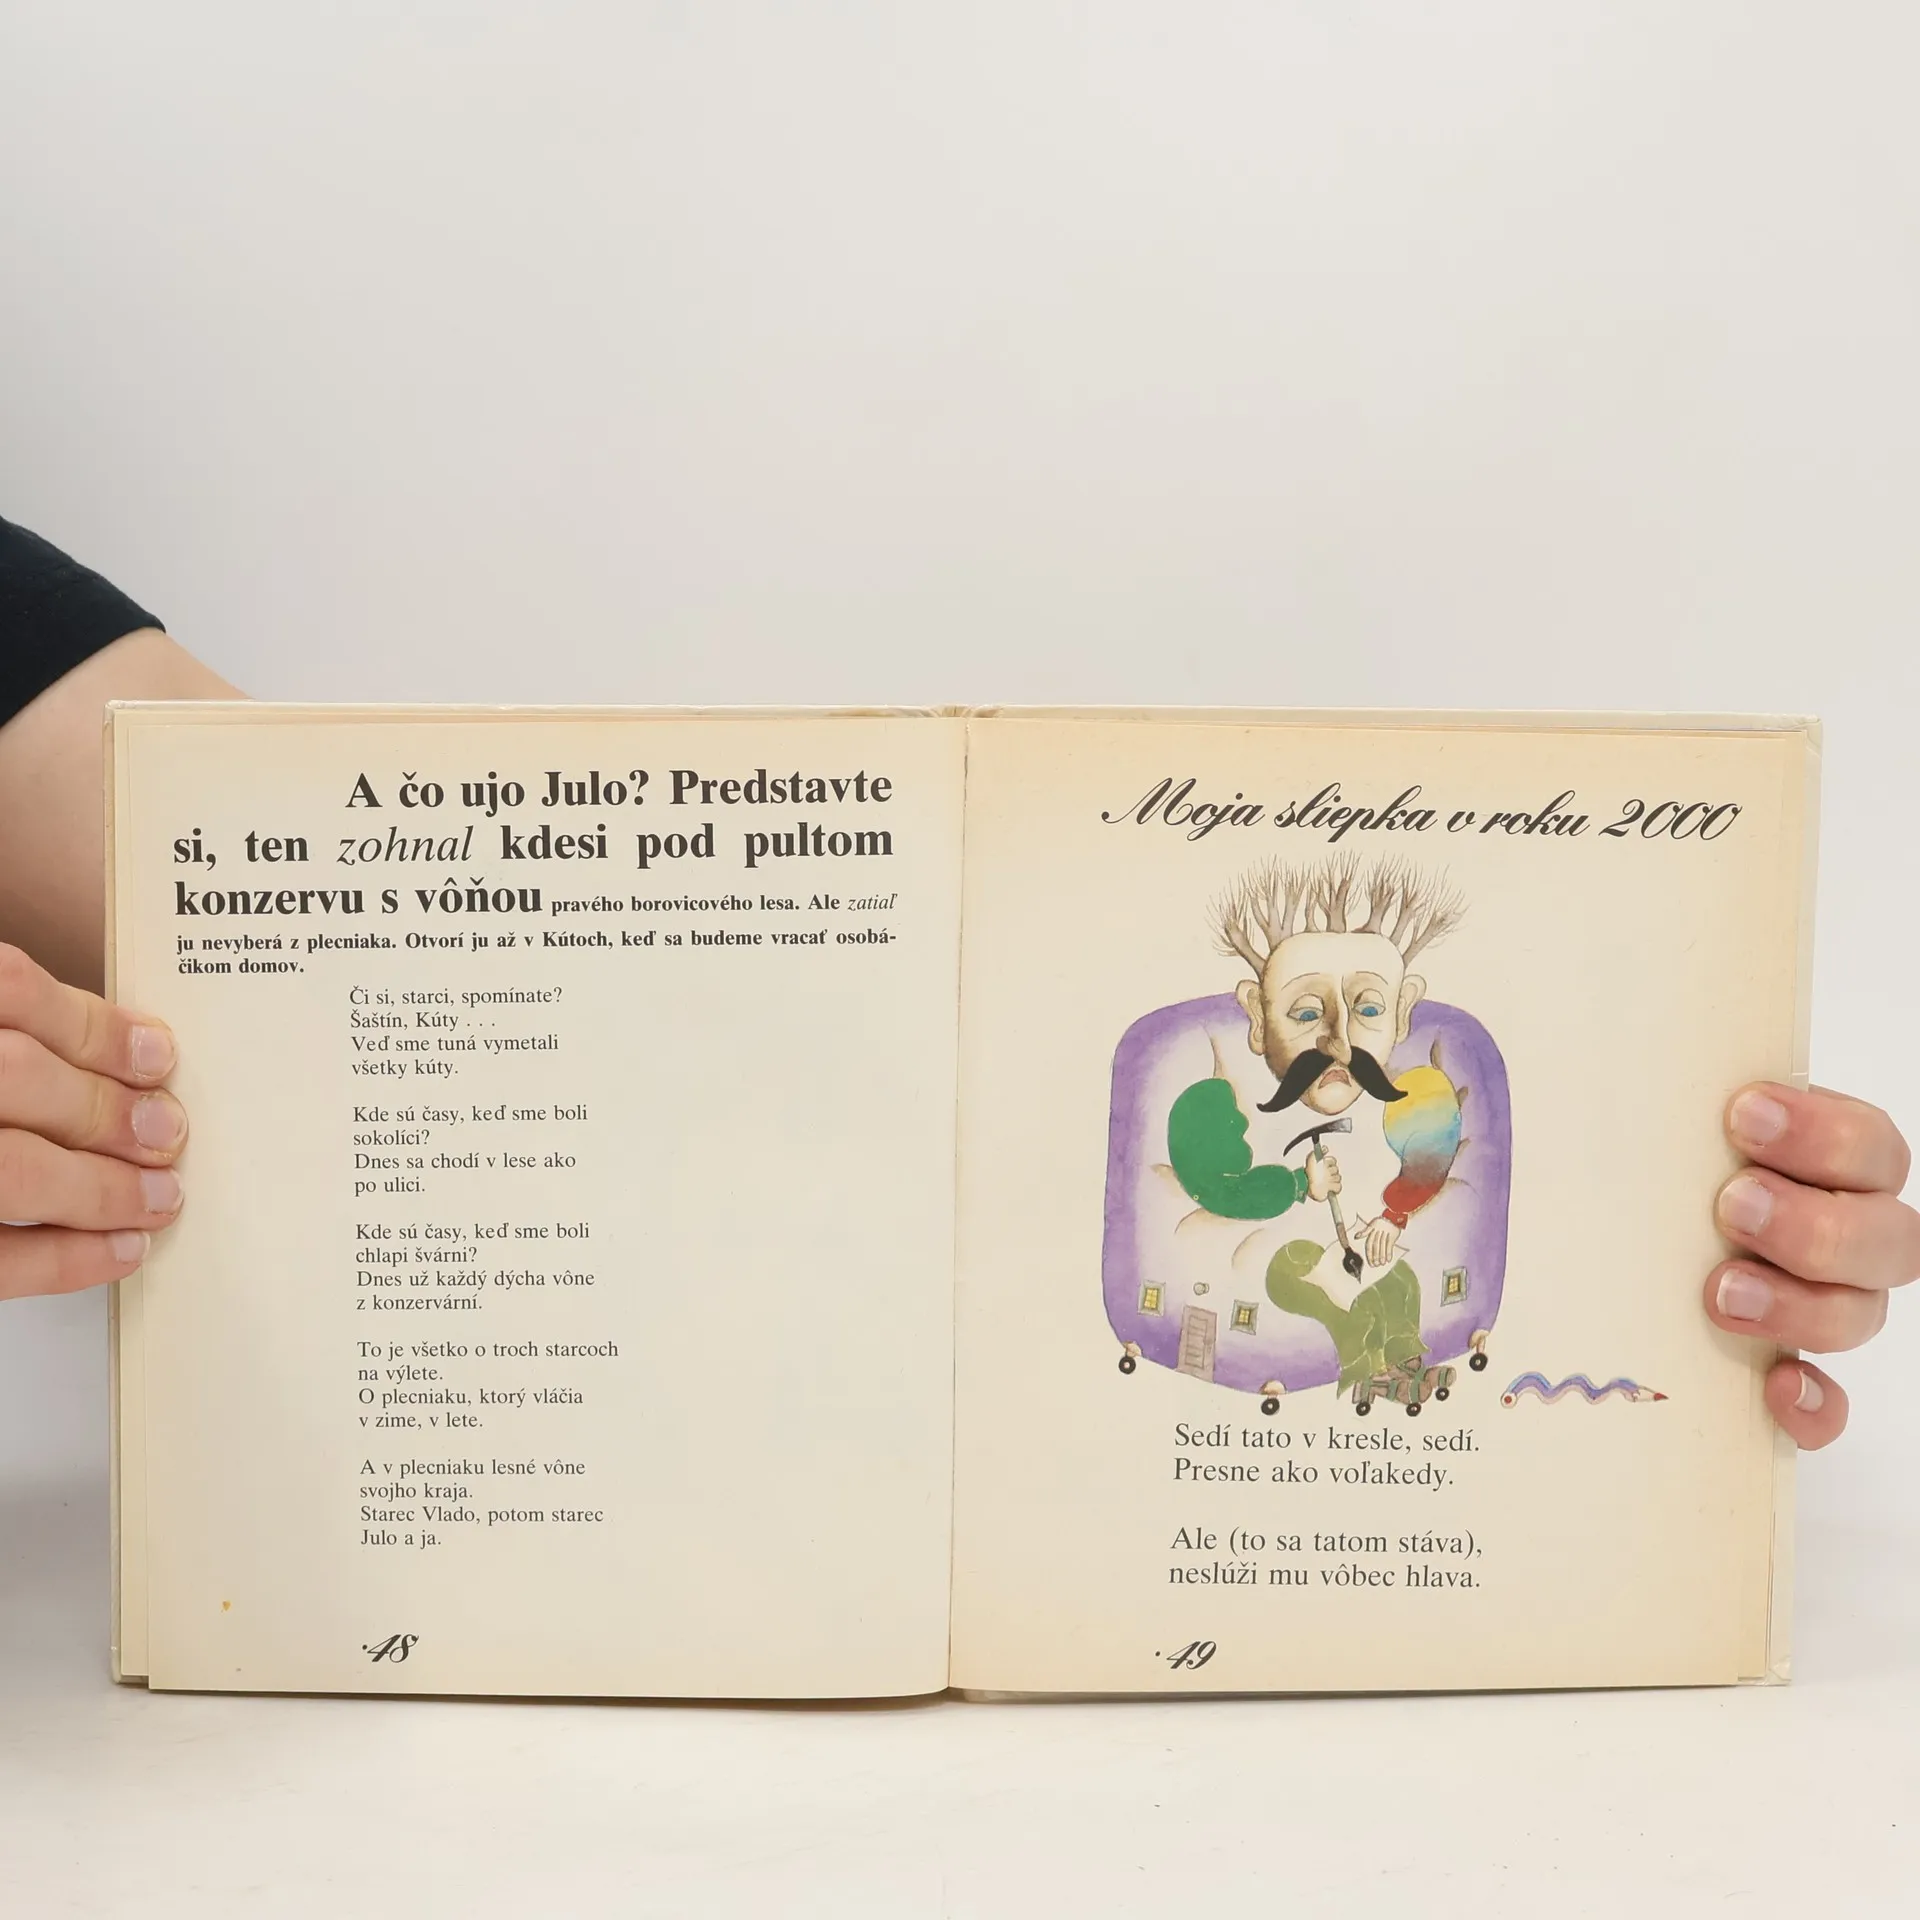 A čo ujo Julo? Predstavte
si, ten zohnal kdesi pod pultom
konzervu s vôňou pravého borovicového lesa. Ale zatiaľ
ju nevyberá z plecniaka. Otvorí ju až v Kútoch, keď sa budeme vracať osobá-
čikom domov.
Či si, starci, spomínate?
Šaštín, Kúty . . .
Veď sme tuná vymetali
všetky kúty.
Kde sú časy, keď sme boli
sokolíci?
Dnes sa chodí v lese ako
po ulici.
Kde sú časy, keď sme boli
chlapi švárni?
Dnes už každý dýcha vône
z konzervární.
To je všetko o troch starcoch
na výlete.
O plecniaku, ktorý vláčia
v zime, v lete.
A v plecniaku lesné vône
svojho kraja.
Starec Vlado, potom starec
Julo a ja.
·48
Moja sliepka v roku 2000
Sedí tato v kresle, sedí.
Presne ako voľakedy.
Ale (to sa tatom stáva),
neslúži mu vôbec hlava.
·49